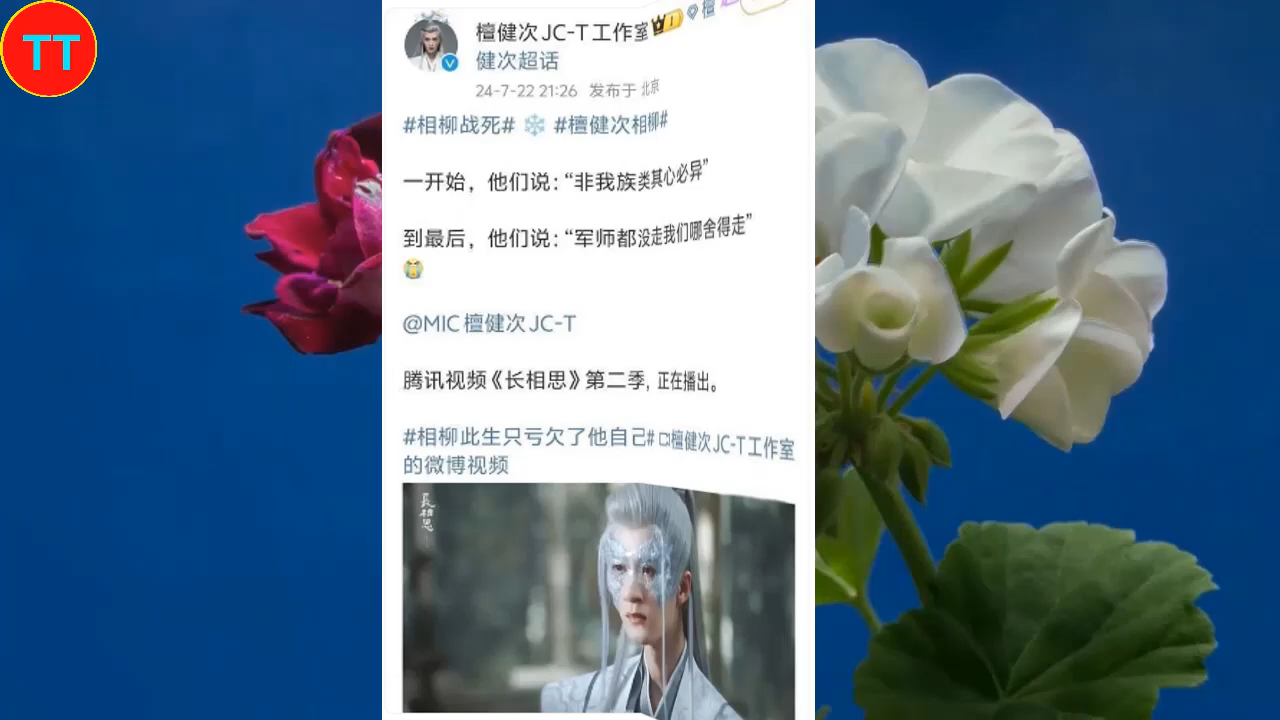 TT
檀健次JC-T工作室
健次超话
24-7-22 21:26 发布于 北京
#相柳战死# ❄️ #檀健次相柳#
一开始，他们说：“非我族类其心必异”
到最后，他们说：“军师都没走我们哪舍得走”
😭
@MIC檀健次JC-T
腾讯视频《长相思》第二季，正在播出。
#相柳此生只亏欠了他自己# 檀健次JC-T工作室
的微博视频
長相思